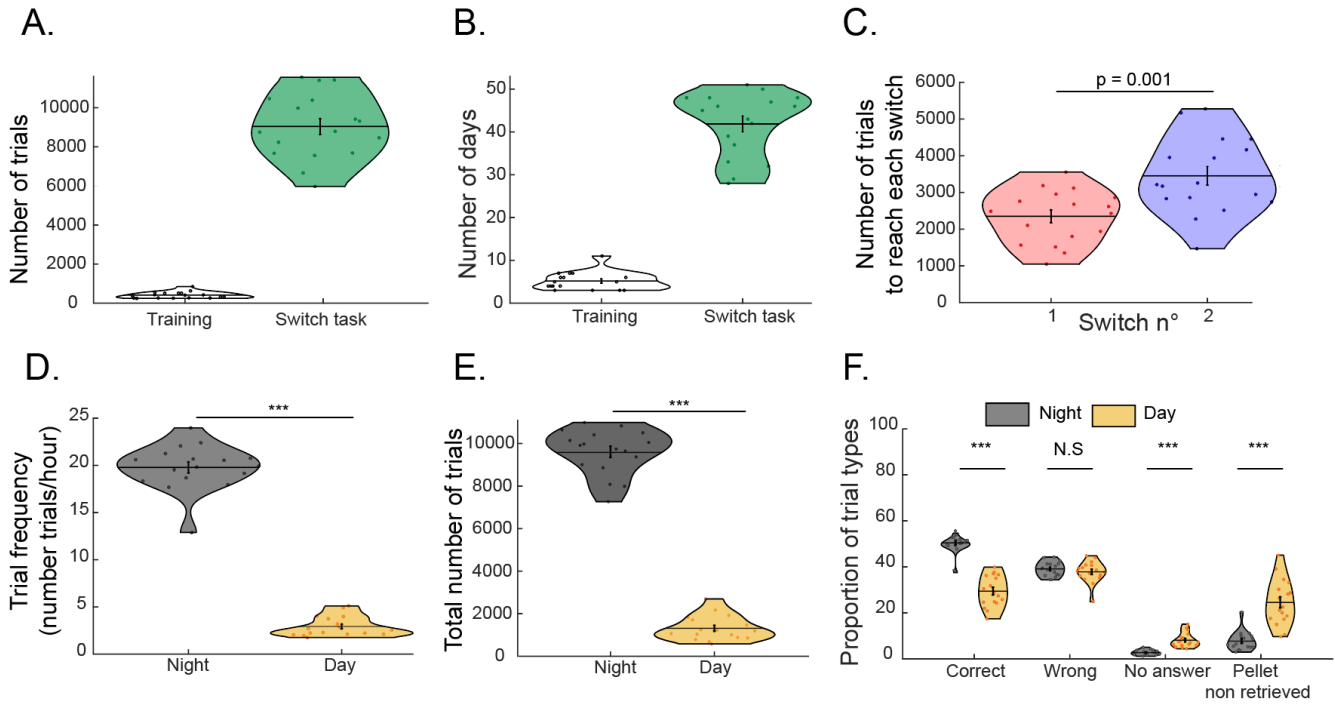 A.
Number of trials
10000
8000
6000
4000
2000
0
Training
Switch task
B.
Number of days
50
40
30
20
10
0
Training
Switch task
C.
Number of trials
to reach each switch
6000
5000
4000
3000
2000
1000
0
p = 0.001
1
2
Switch n°
D.
Trial frequency
(number trials/hour)
25
20
15
10
5
0
***
Night
Day
E.
Total number of trials
10000
8000
6000
4000
2000
0
***
Night
Day
F.
Night
Day
Proportion of trial types
100
80
60
40
20
0
***
N.S
***
***
Correct
Wrong
No answer
Pellet
non retrieved